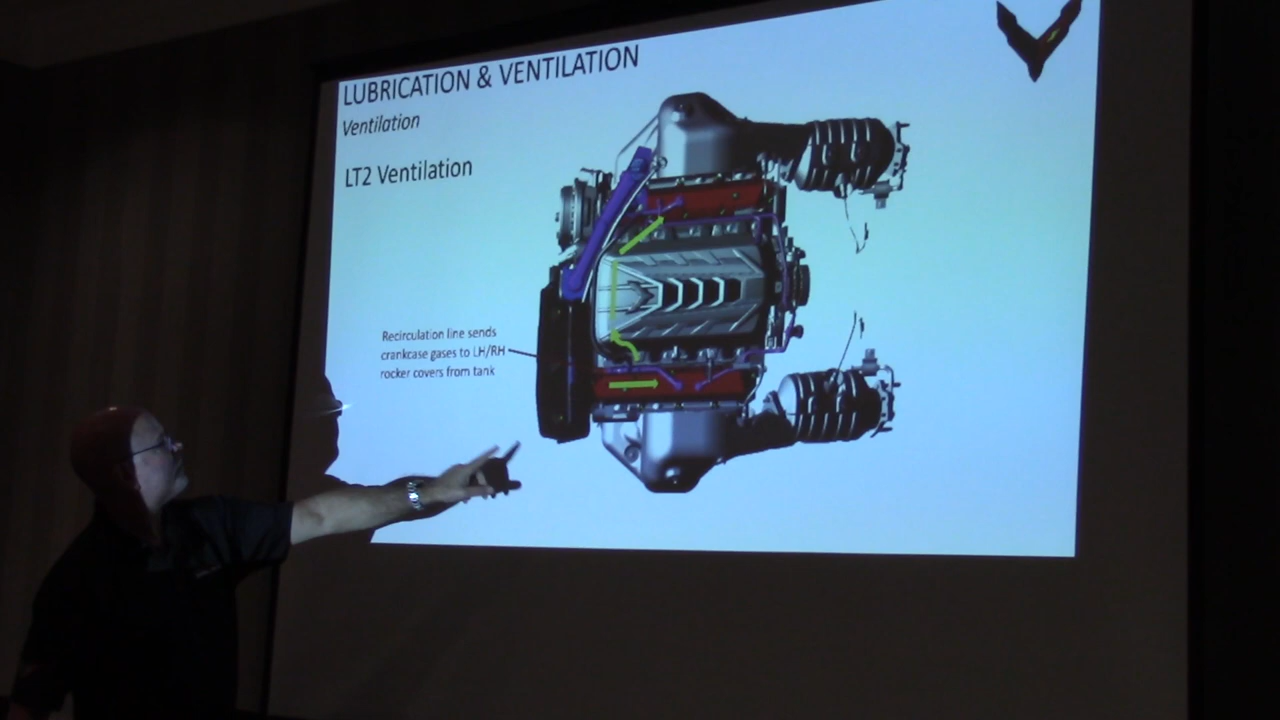 LUBRICATION & VENTILATION
Ventilation
LT2 Ventilation
Recirculation line sends
crankcase gases to LH/RH
rocker covers from tank